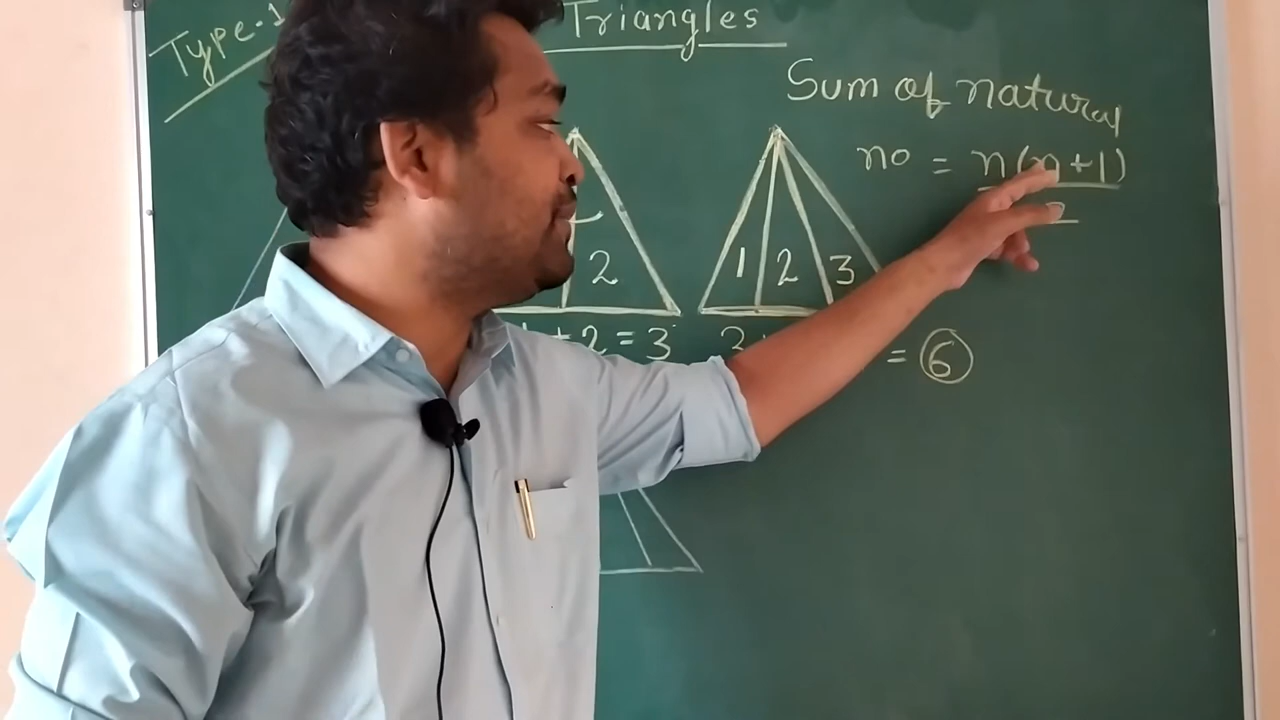 Type-1
Triangles
Sum of natural
no = n(n+1)
2
2
1 2 3
+2=3
= 6